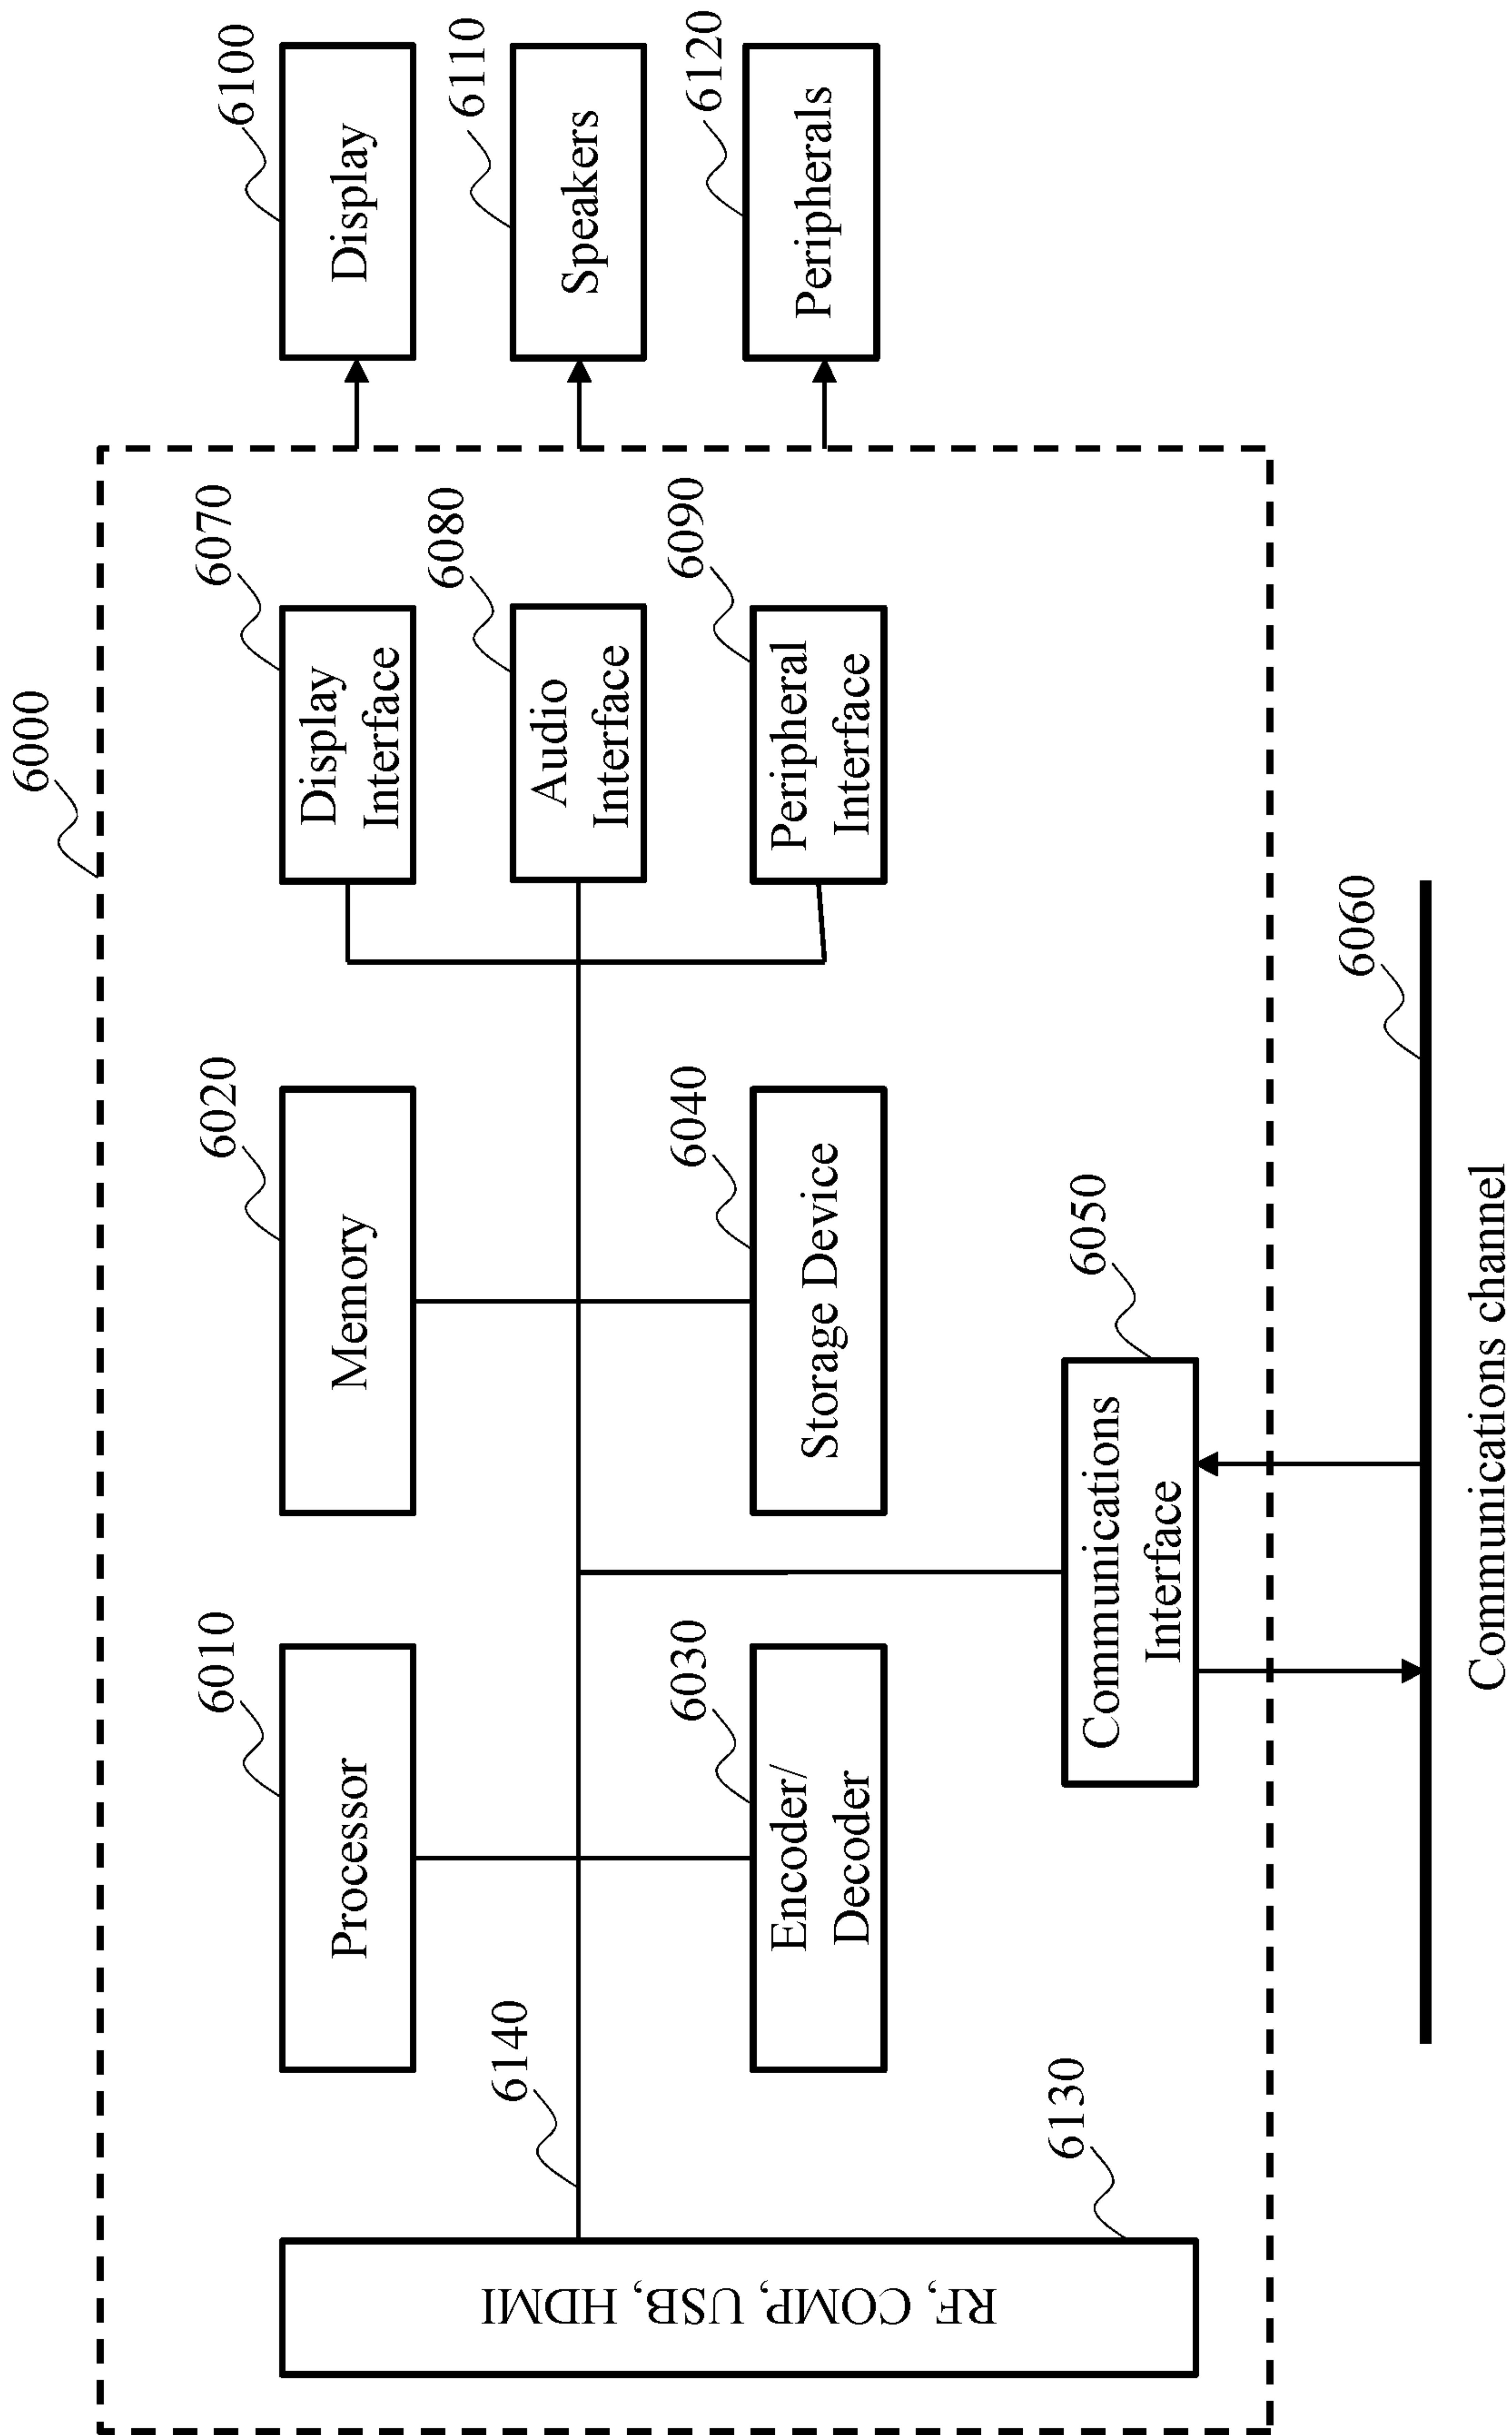 6000
6010
Processor
6020
Memory
6070
Display
Interface
6100
Display
6140
6080
Audio
Interface
6110
Speakers
RF, COMP, USB, HDMI
6030
Encoder/
Decoder
6040
Storage Device
6090
Peripheral
Interface
6120
Peripherals
6130
6050
Communications
Interface
6060
Communications channel